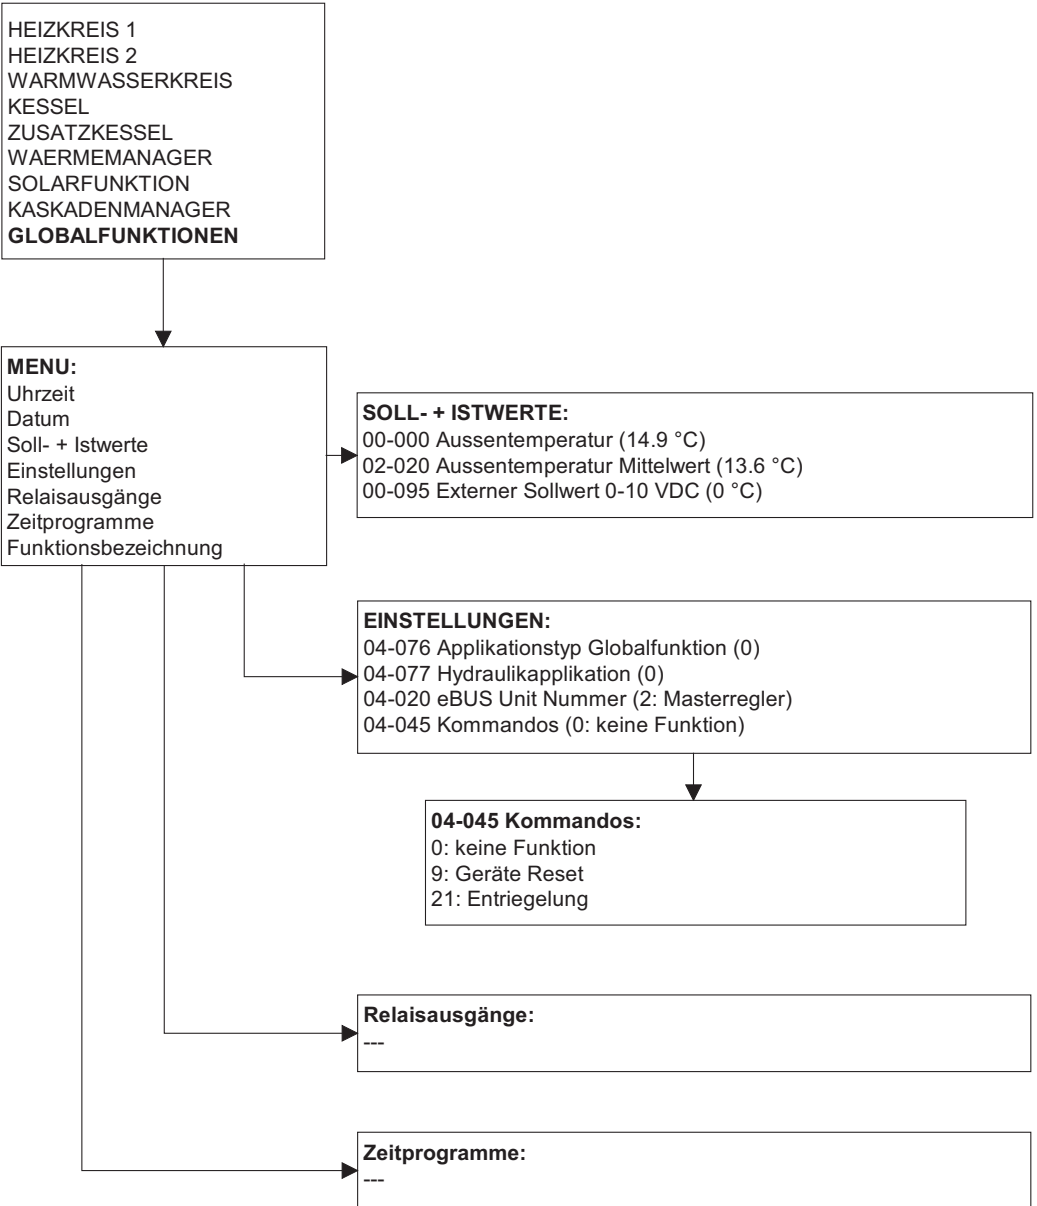 HEIZKREIS 1
HEIZKREIS 2
WARMWASSERKREIS
KESSEL
ZUSATZKESSEL
WAERMEMANAGER
SOLARFUNKTION
KASKADENMANAGER
GLOBALFUNKTIONEN
MENU:
Uhrzeit
Datum
Soll- + Istwerte
Einstellungen
Relaisausgänge
Zeitprogramme
Funktionsbezeichnung
SOLL- + ISTWERTE:
00-000 Aussentemperatur (14.9 °C)
02-020 Aussentemperatur Mittelwert (13.6 °C)
00-095 Externer Sollwert 0-10 VDC (0 °C)
EINSTELLUNGEN:
04-076 Applikationstyp Globalfunktion (0)
04-077 Hydraulikapplikation (0)
04-020 eBUS Unit Nummer (2: Masterregler)
04-045 Kommandos (0: keine Funktion)
04-045 Kommandos:
0: keine Funktion
9: Geräte Reset
21: Entriegelung
Relaisausgänge:
---
Zeitprogramme:
---